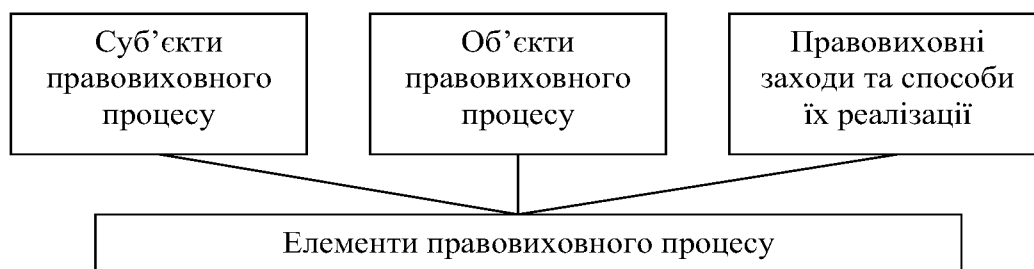 Суб’єкти
правовиховного
процесу
Об’єкти
правовиховного
процесу
Правовиховні
заходи та способи
їх реалізації
Елементи правовиховного процесу